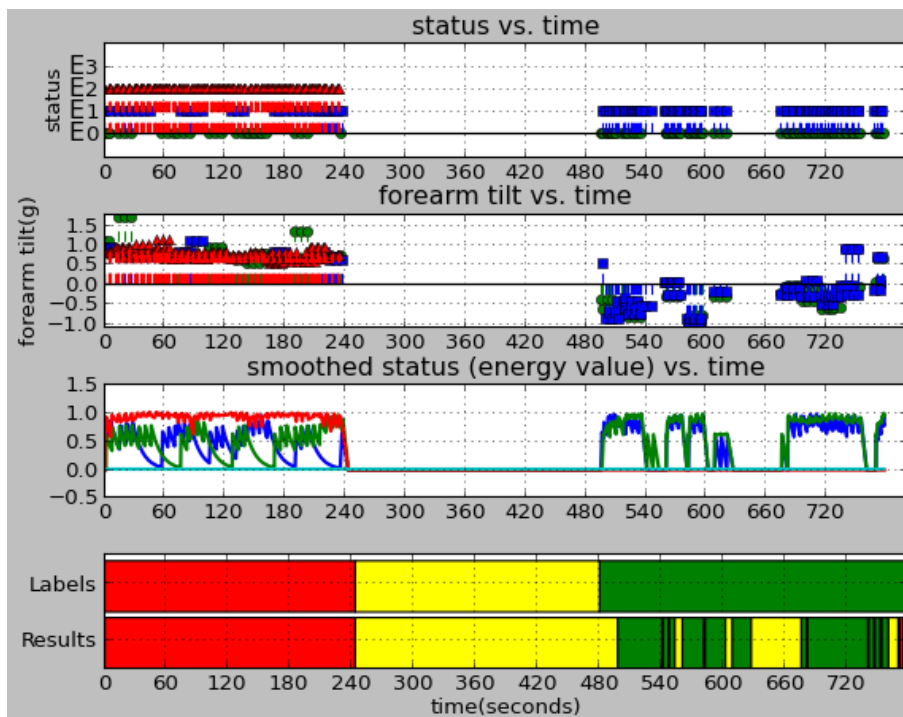 status vs. time
status
E3
E2
E1
E0
0 60 120 180 240 300 360 420 480 540 600 660 720
forearm tilt vs. time
forearm tilt(g)
1.5
1.0
0.5
0.0
−0.5
−1.0
0 60 120 180 240 300 360 420 480 540 600 660 720
smoothed status (energy value) vs. time
1.5
1.0
0.5
0.0
−0.5
0 60 120 180 240 300 360 420 480 540 600 660 720
Labels
Results
0 60 120 180 240 300 360 420 480 540 600 660 720
time(seconds)